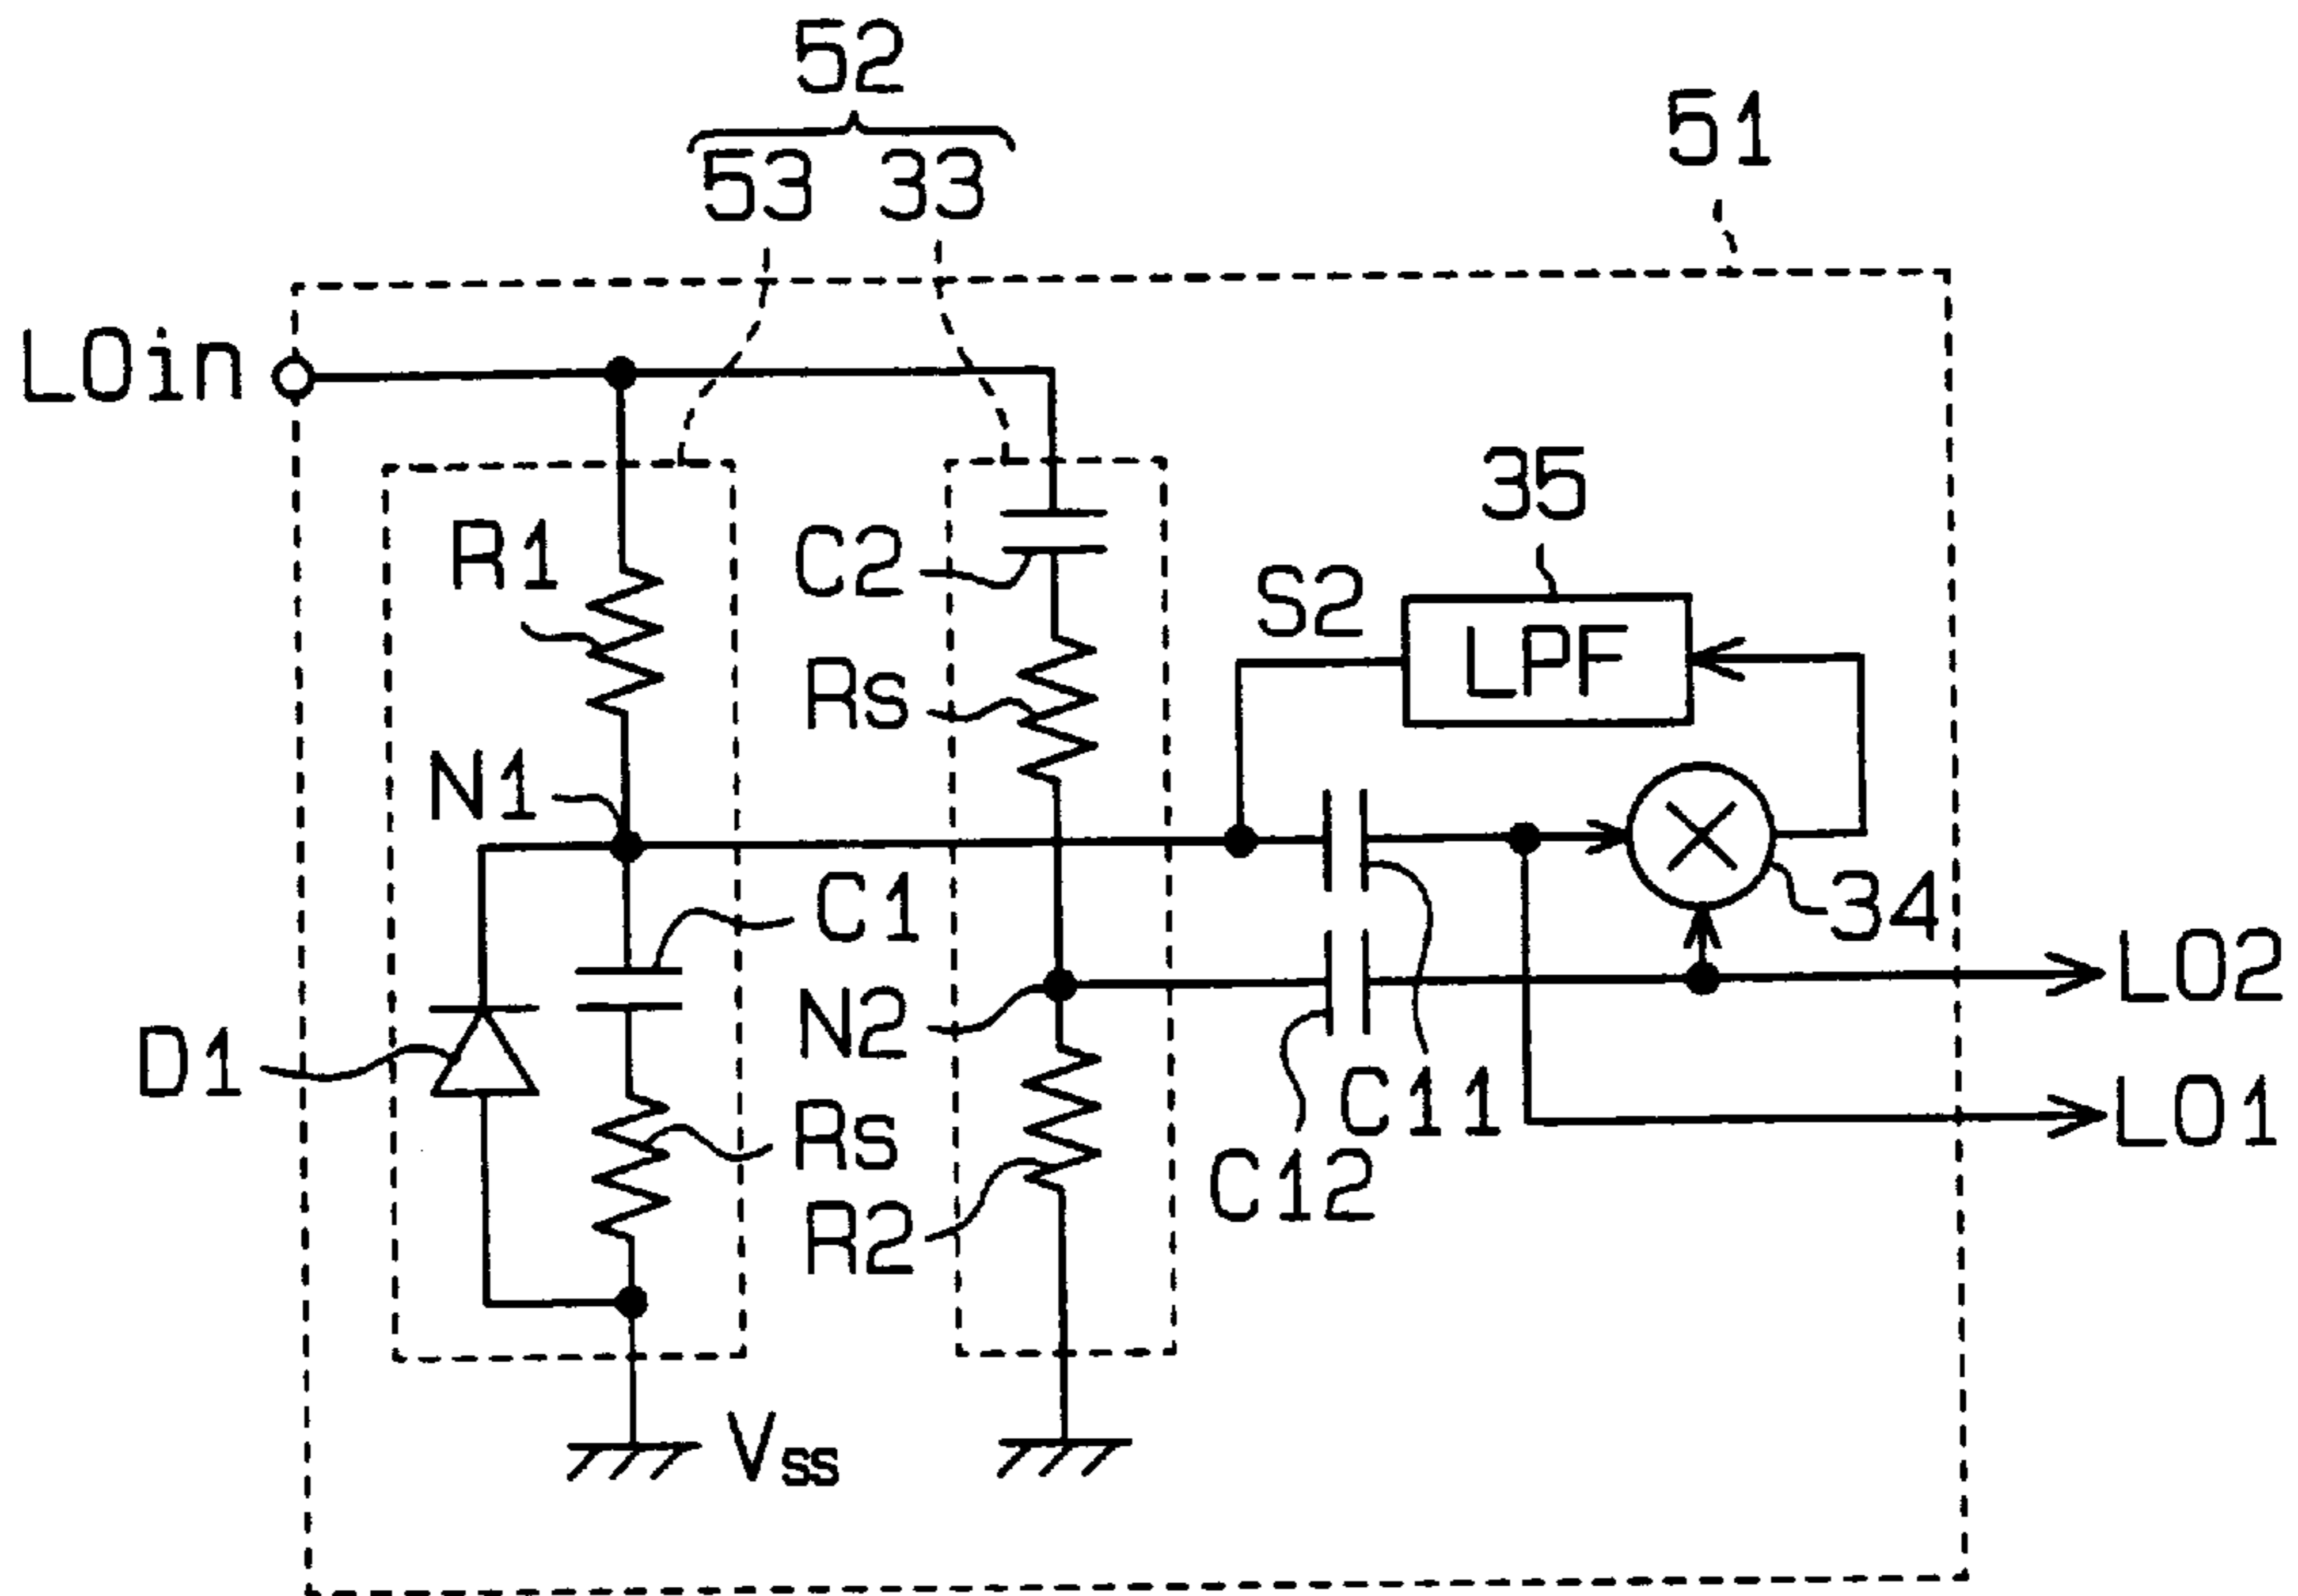 52
53 33
51
LOin
35
R1
C2
S2
LPF
Rs
N1
C1
34
LO2
N2
D1
C11
LO1
Rs
C12
R2
Vss